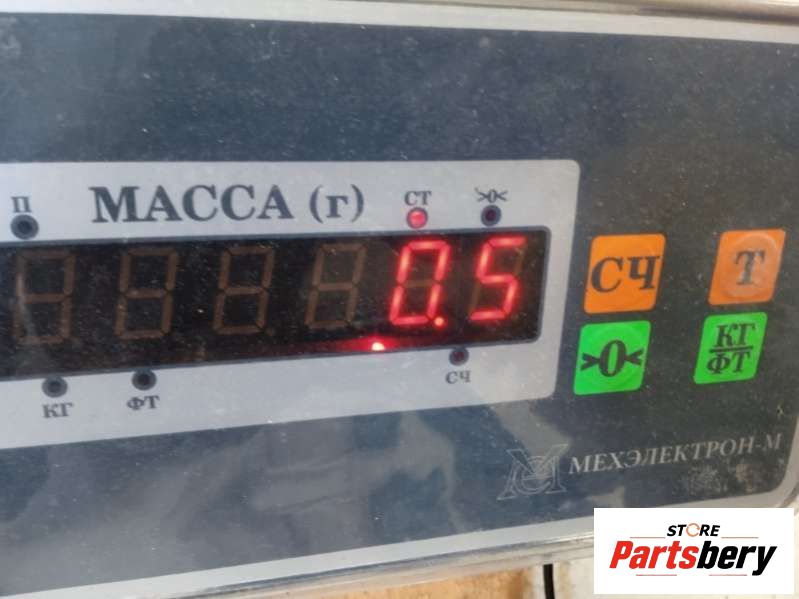 П
МАССА (г)
СТ
>0<
0.5
СЧ
Т
>0<
КГ
ФТ
КГ
ФТ
СЧ
МЕХЭЛЕКТРОН-М
STORE
Partsbery